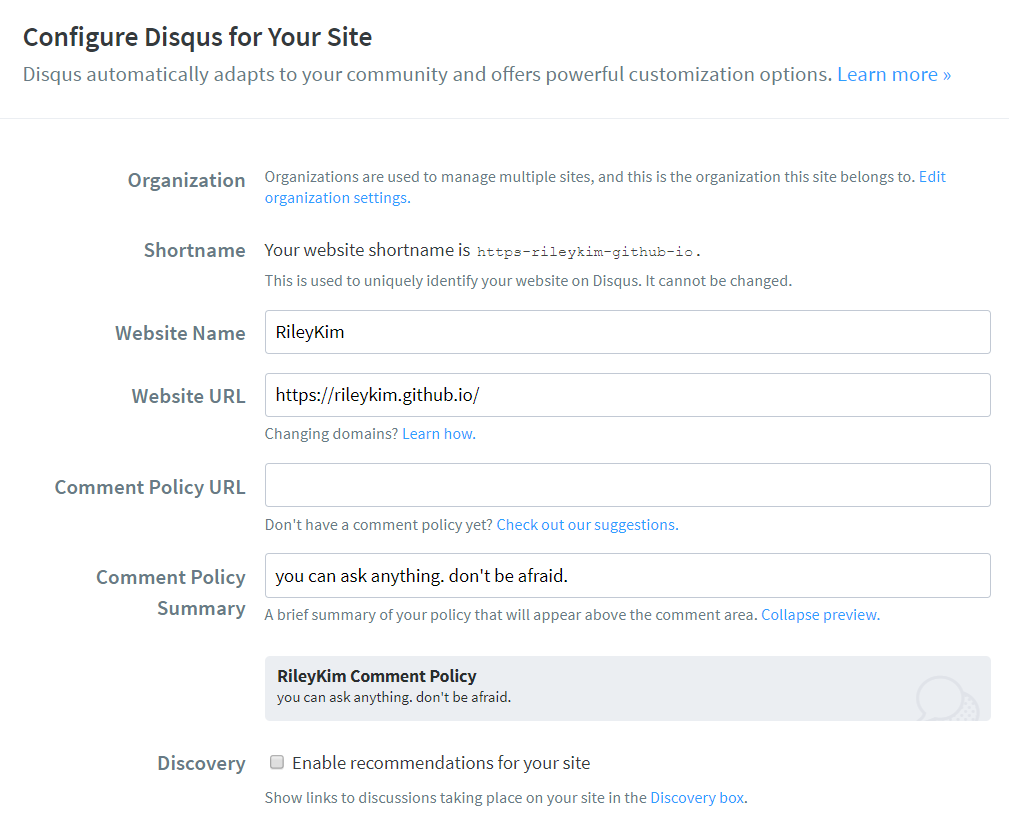 Configure Disqus for Your Site
Disqus automatically adapts to your community and offers powerful customization options. Learn more »
Organization
Organizations are used to manage multiple sites, and this is the organization this site belongs to. Edit
organization settings.
Shortname
Your website shortname is https-rileykim-github-io.
This is used to uniquely identify your website on Disqus. It cannot be changed.
Website Name
RileyKim
Website URL
https://rileykim.github.io/
Changing domains? Learn how.
Comment Policy URL
Don't have a comment policy yet? Check out our suggestions.
Comment Policy
Summary
you can ask anything. don't be afraid.
A brief summary of your policy that will appear above the comment area. Collapse preview.
RileyKim Comment Policy
you can ask anything. don't be afraid.
Discovery
Enable recommendations for your site
Show links to discussions taking place on your site in the Discovery box.